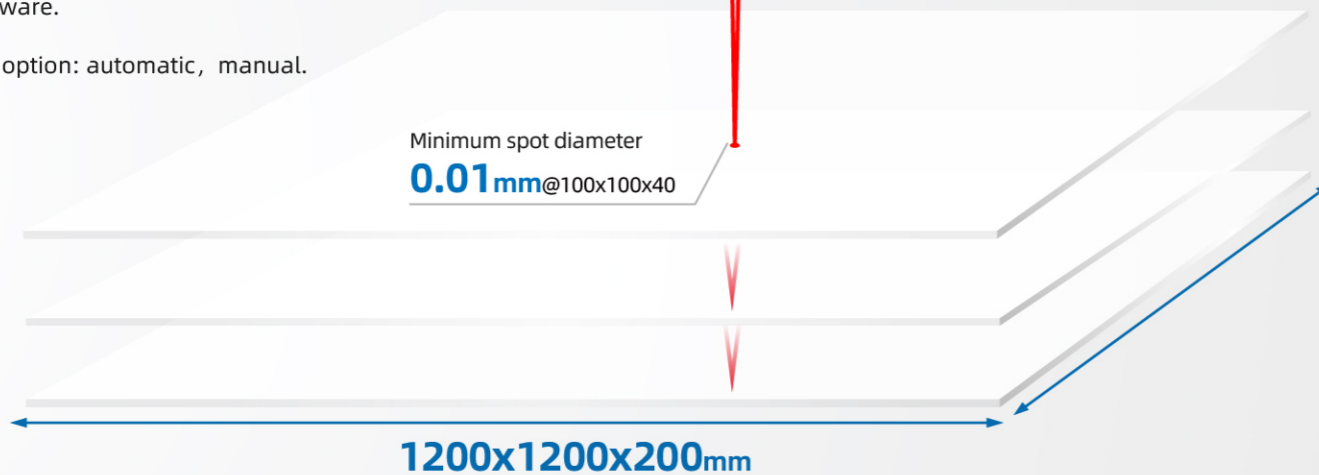 ware.
option: automatic, manual.
Minimum spot diameter
0.01mm@100x100x40
1200x1200x200mm